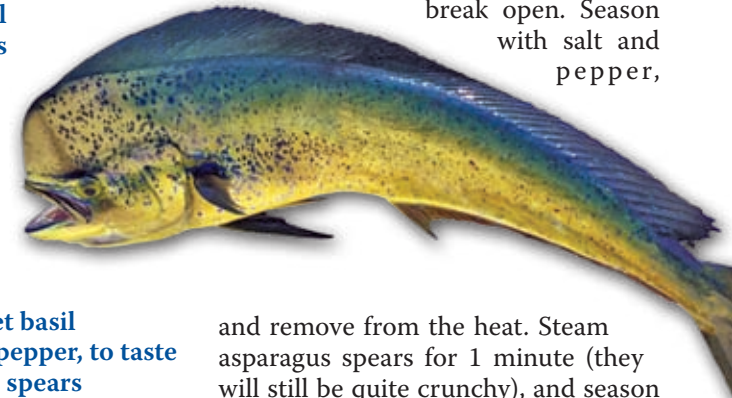 break open. Season
with salt and
pepper,
basil
pepper, to taste
spears
and remove from the heat. Steam
asparagus spears for 1 minute (they
will still be quite crunchy), and season